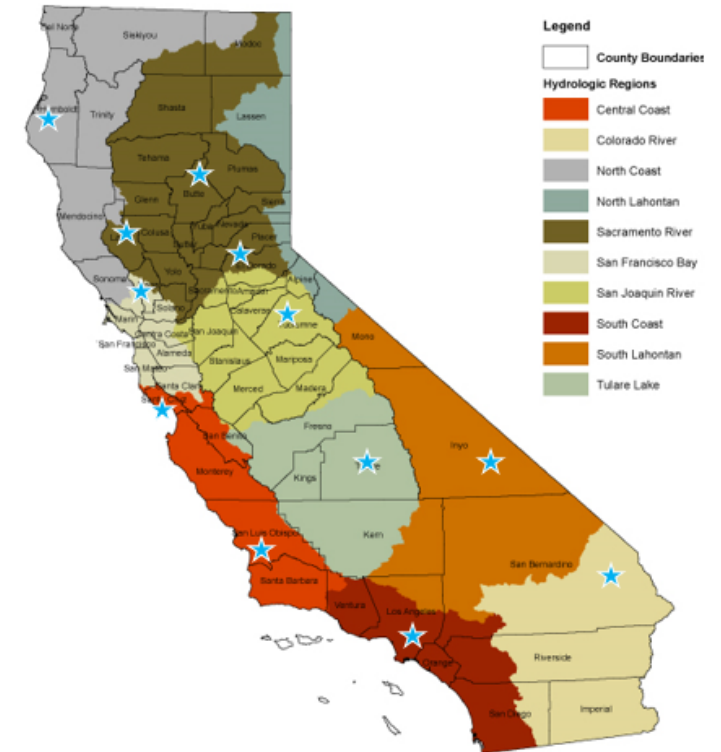 Legend
County Boundaries
Hydrologic Regions
Central Coast
Colorado River
North Coast
North Lahontan
Sacramento River
San Francisco Bay
San Joaquin River
South Coast
South Lahontan
Tulare Lake
Del Norte
Siskiyou
Modoc
Humboldt
Trinity
Shasta
Lassen
Tehama
Plumas
Butte
Glenn
Sierra
Mendocino
Colusa
Yuba
Nevada
Placer
Sonoma
Yolo
Sacramento
Amador
Alpine
Solano
Calaveras
Marin
Contra Costa
San Joaquin
Tuolumne
Mono
San Francisco
Alameda
Stanislaus
Mariposa
San Mateo
Santa Clara
Merced
Madera
San Benito
Fresno
Monterey
Kings
Inyo
San Luis Obispo
Kern
San Bernardino
Santa Barbara
Ventura
Los Angeles
Orange
Riverside
San Diego
Imperial